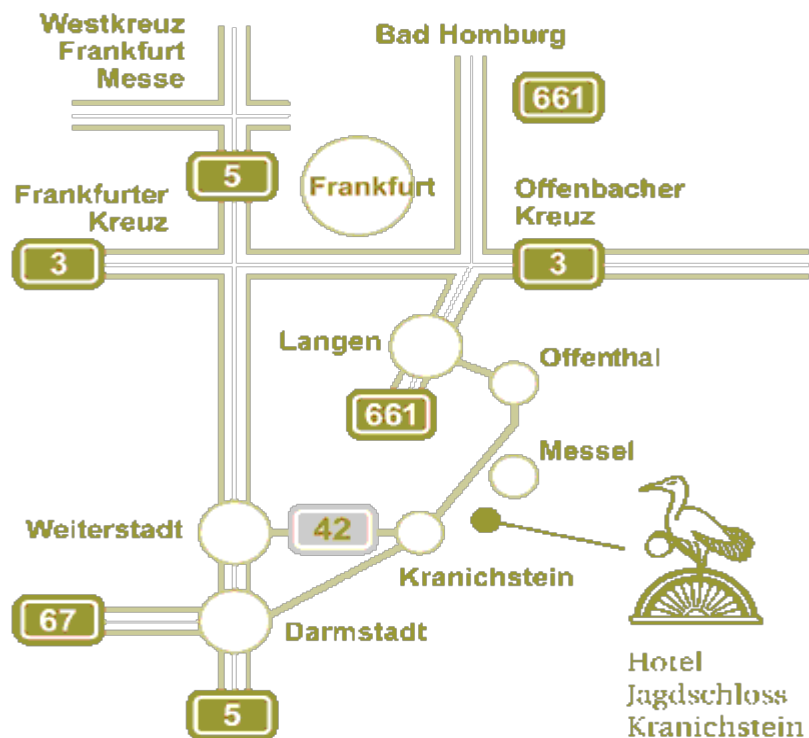 Westkreuz
Frankfurt
Messe
Bad Homburg
661
5
Frankfurt
Frankfurter
Kreuz
Offenbacher
Kreuz
3
3
Langen
Offenthal
661
Messel
Weiterstadt
42
Kranichstein
67
Darmstadt
5
Hotel
Jagdschloss
Kranichstein